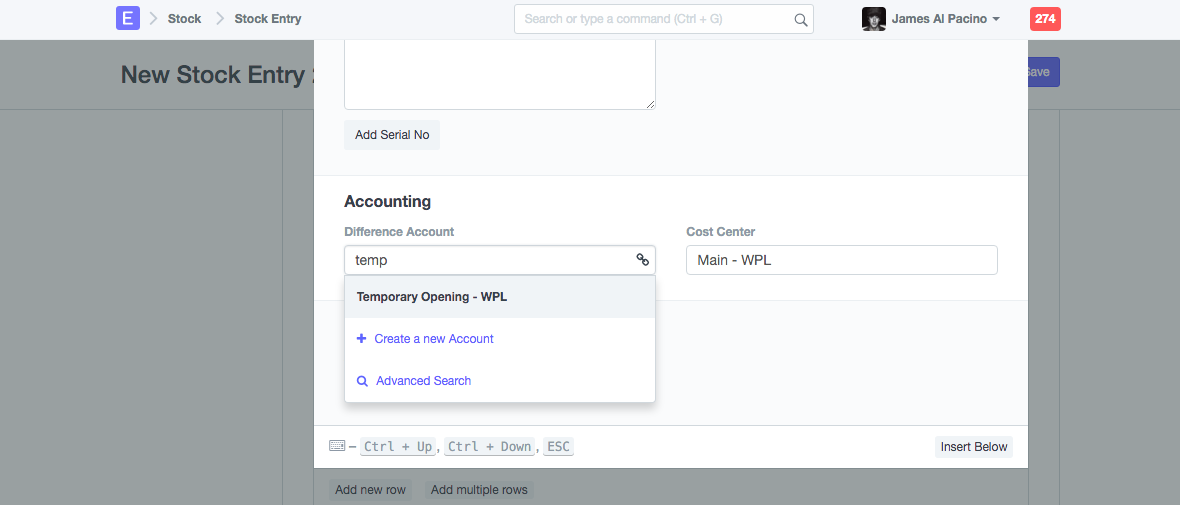 E Stock Stock Entry Search or type a command (Ctrl + G) James Al Pacino 274
New Stock Entry
Save
Add Serial No
Accounting
Difference Account Cost Center
temp Main - WPL
Temporary Opening - WPL
Create a new Account
Advanced Search
– Ctrl + Up, Ctrl + Down, ESC Insert Below
Add new row Add multiple rows